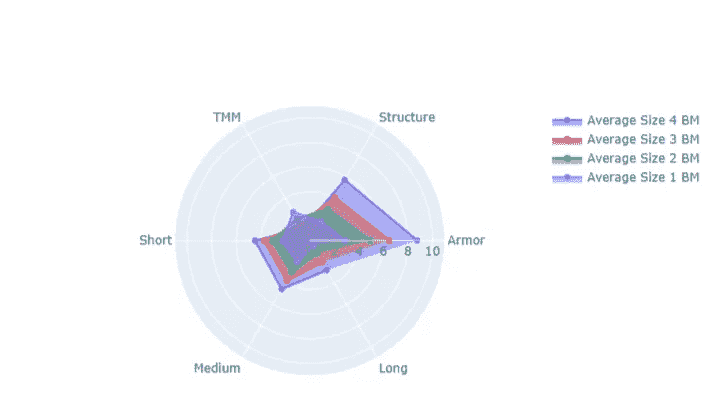 TMM
Structure
Short
Armor
4
6
8
10
Medium
Long
Average Size 4 BM
Average Size 3 BM
Average Size 2 BM
Average Size 1 BM